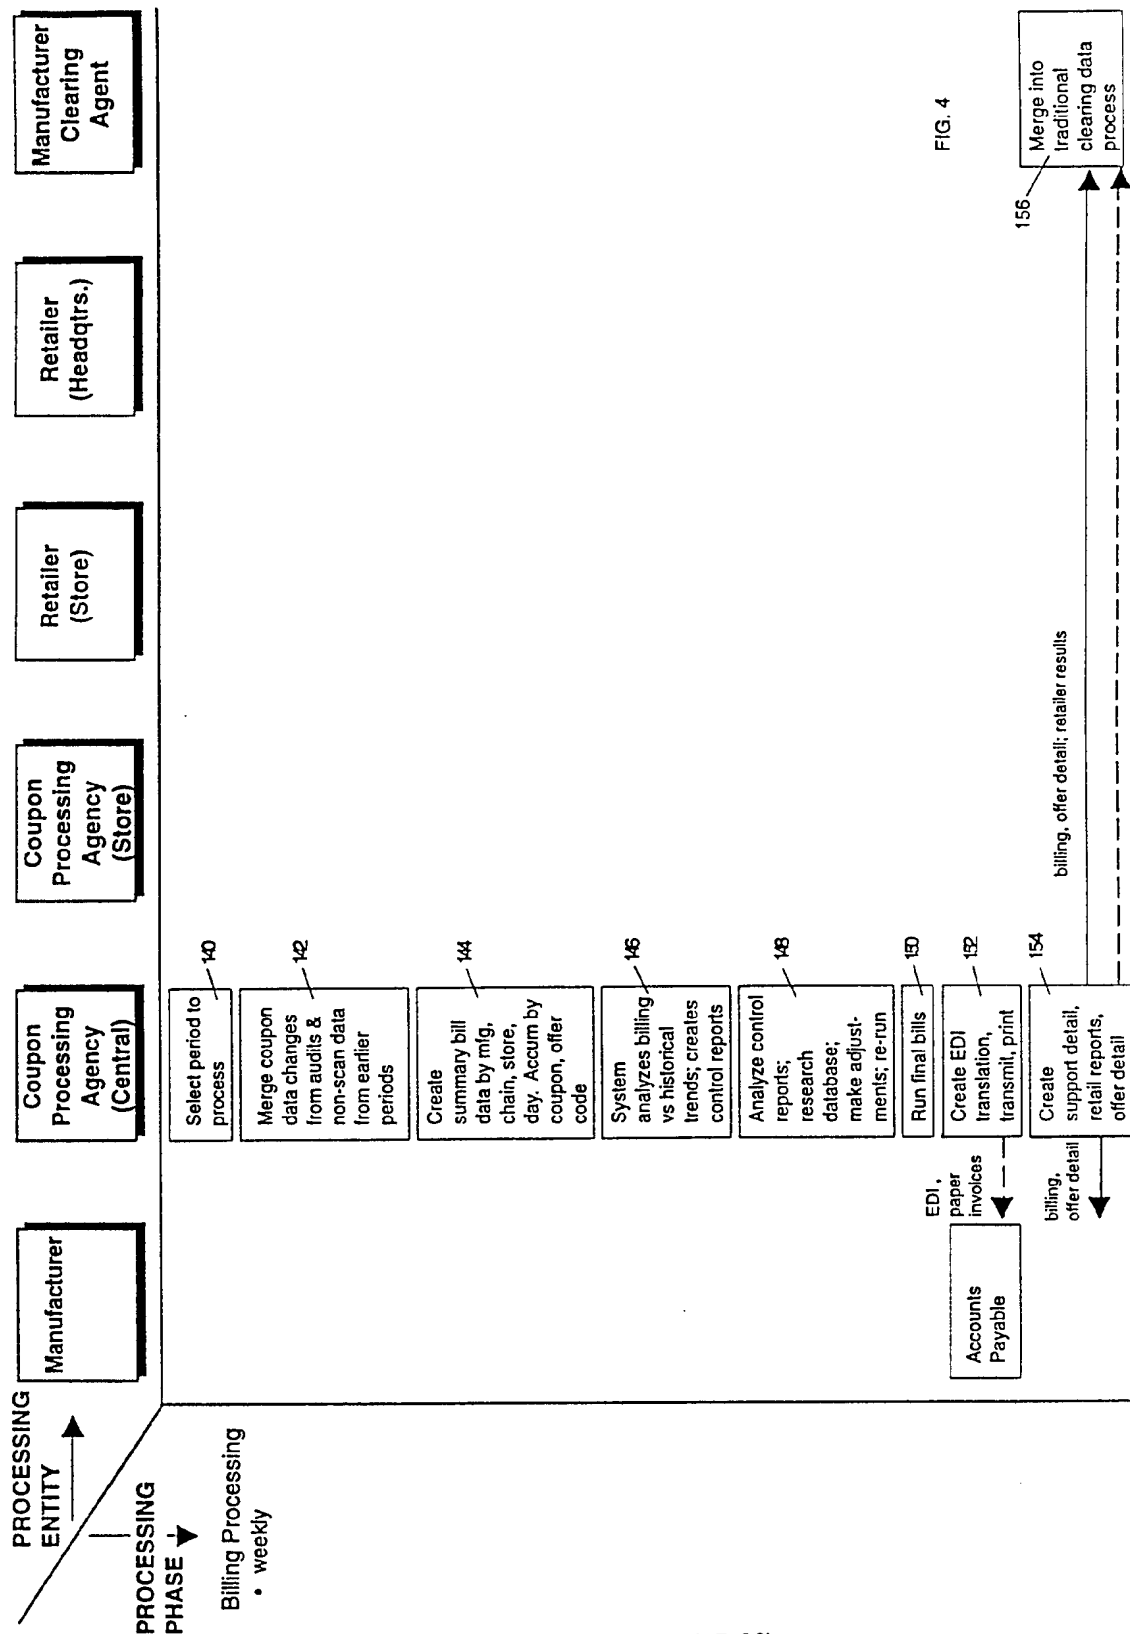 PROCESSING
ENTITY
PROCESSING
PHASE
Billing Processing
• weekly
Manufacturer
Coupon
Processing
Agency
(Central)
Coupon
Processing
Agency
(Store)
Retailer
(Store)
Retailer
(Headqtrs.)
Manufacturer
Clearing
Agent
140
Select period to
process
142
Merge coupon
data changes
from audits &
non-scan data
from earlier
periods
144
Create
summary bill
data by mfg,
chain, store,
day. Accum by
coupon, offer
code
146
System
analyzes billing
vs historical
trends; creates
control reports
148
Analyze control
reports;
research
database;
make adjust-
ments; re-run
150
Run final bills
152
Create EDI
translation,
transmit, print
EDI,
paper
invoices
Accounts
Payable
154
Create
support detail,
retail reports,
offer detail
billing,
offer detail
billing, offer detail; retailer results
156
Merge into
traditional
clearing data
process
FIG. 4